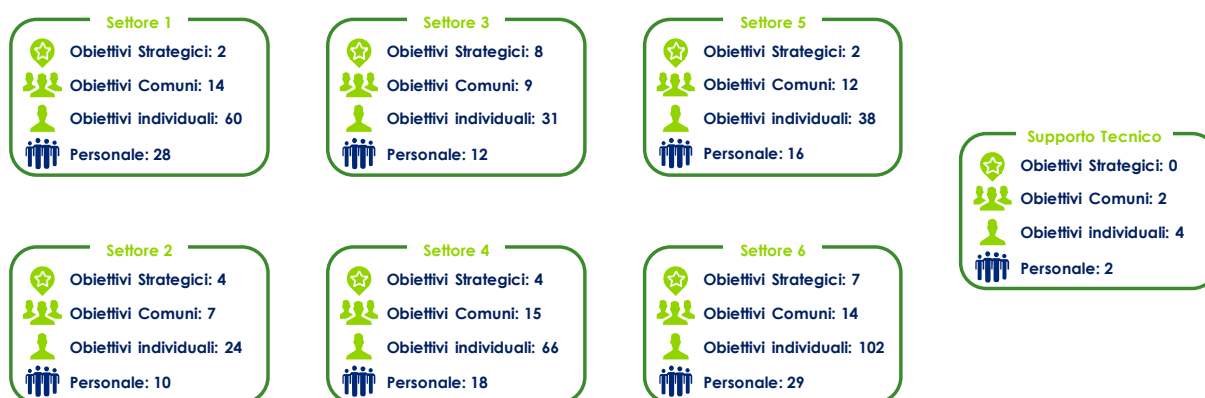 Settore 1
Obiettivi Strategici: 2
Obiettivi Comuni: 14
Obiettivi individuali: 60
Personale: 28
Settore 3
Obiettivi Strategici: 8
Obiettivi Comuni: 9
Obiettivi individuali: 31
Personale: 12
Settore 5
Obiettivi Strategici: 2
Obiettivi Comuni: 12
Obiettivi individuali: 38
Personale: 16
Supporto Tecnico
Obiettivi Strategici: 0
Obiettivi Comuni: 2
Obiettivi individuali: 4
Personale: 2
Settore 2
Obiettivi Strategici: 4
Obiettivi Comuni: 7
Obiettivi individuali: 24
Personale: 10
Settore 4
Obiettivi Strategici: 4
Obiettivi Comuni: 15
Obiettivi individuali: 66
Personale: 18
Settore 6
Obiettivi Strategici: 7
Obiettivi Comuni: 14
Obiettivi individuali: 102
Personale: 29